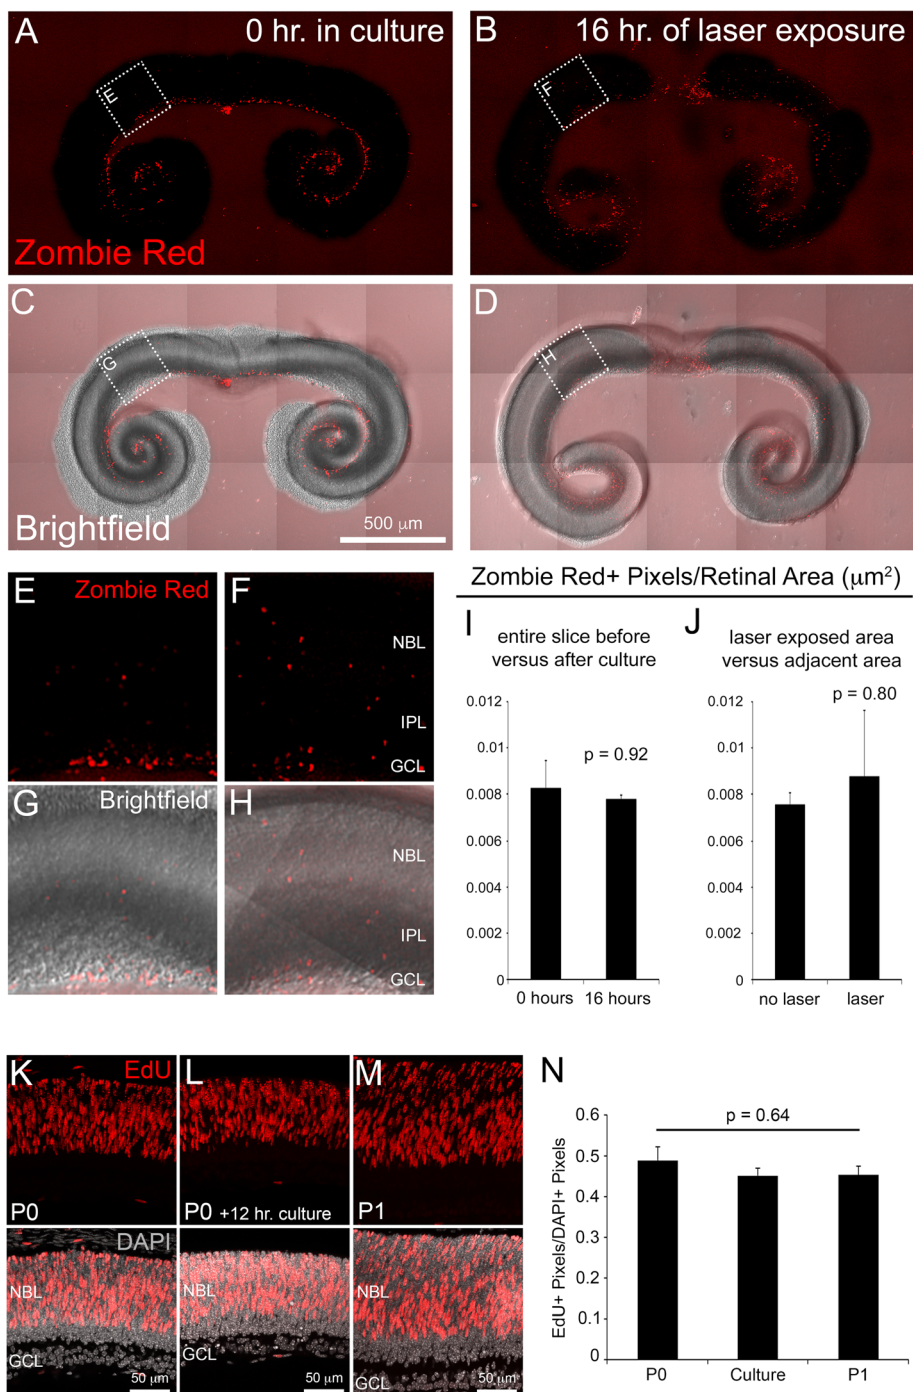 A 0 hr. in culture
B 16 hr. of laser exposure
E
F
Zombie Red
C
D
G
H
Brightfield
500 μm
Zombie Red+ Pixels/Retinal Area (μm²)
E Zombie Red
F
NBL
IPL
GCL
G Brightfield
H
NBL
IPL
GCL
I
entire slice before
versus after culture
0.012
0.01
0.008
0.006
0.004
0.002
0
p = 0.92
0 hours
16 hours
J
laser exposed area
versus adjacent area
0.012
0.01
0.008
0.006
0.004
0.002
0
p = 0.80
no laser
laser
K EdU
L
M
P0
P0 +12 hr. culture
P1
DAPI
NBL
GCL
50 μm
NBL
GCL
50 μm
NBL
GCL
50 μm
N
EdU+ Pixels/DAPI+ Pixels
0.6
0.5
0.4
0.3
0.2
0.1
0
p = 0.64
P0
Culture
P1